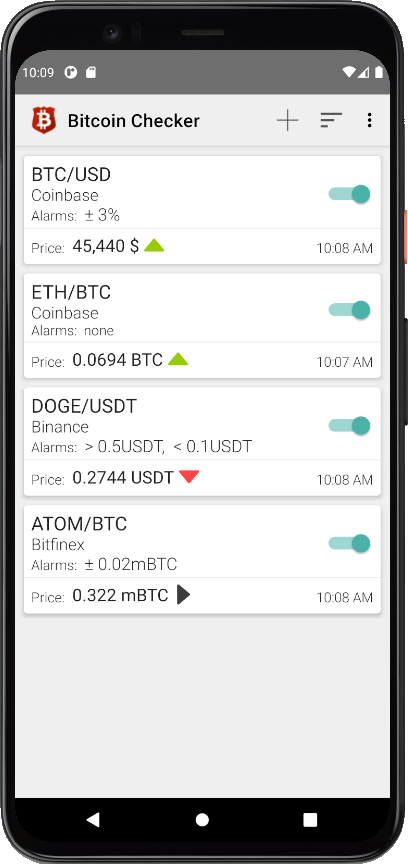 10:09
Bitcoin Checker
BTC/USD
Coinbase
Alarms: ± 3%
Price: 45,440 $ 10:08 AM
ETH/BTC
Coinbase
Alarms: none
Price: 0.0694 BTC 10:07 AM
DOGE/USDT
Binance
Alarms: > 0.5USDT, < 0.1USDT
Price: 0.2744 USDT 10:08 AM
ATOM/BTC
Bitfinex
Alarms: ± 0.02mBTC
Price: 0.322 mBTC 10:08 AM